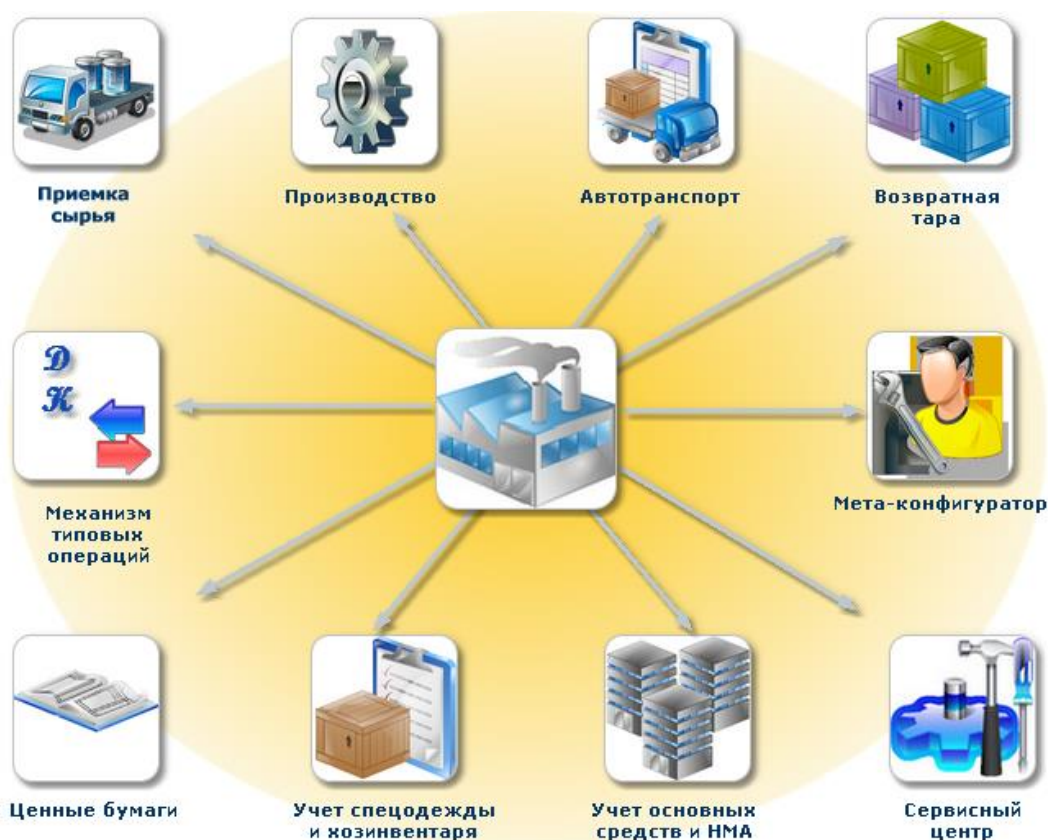 Приемка
сырья
Производство
Автотранспорт
Возвратная
тара
Д
К
Механизм
типовых
операций
Мета-конфигуратор
Ценные бумаги
Учет спецодежды
и хозинвентаря
Учет основных
средств и НМА
Сервисный
центр